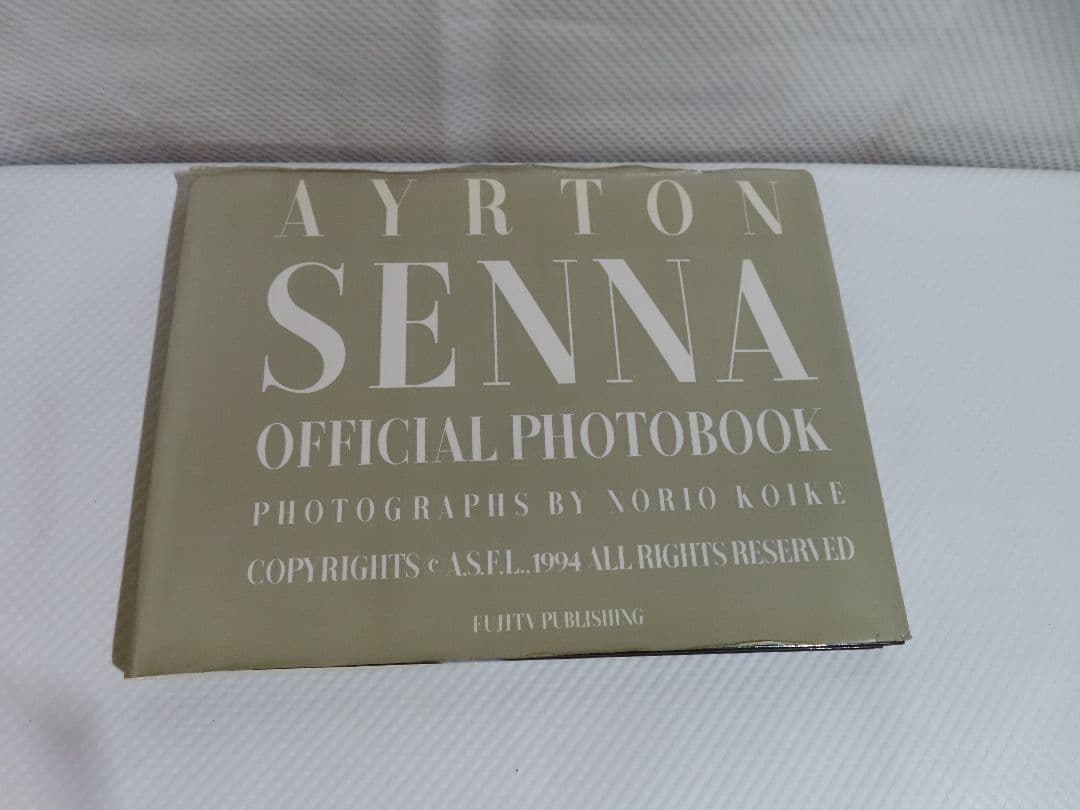 AYRTON
SENNA
OFFICIAL PHOTOBOOK
PHOTOGRAPHS BY NORIO KOIKE
COPYRIGHTS © A.S.F.L.,1994 ALL RIGHTS RESERVED
FUJITV PUBLISHING